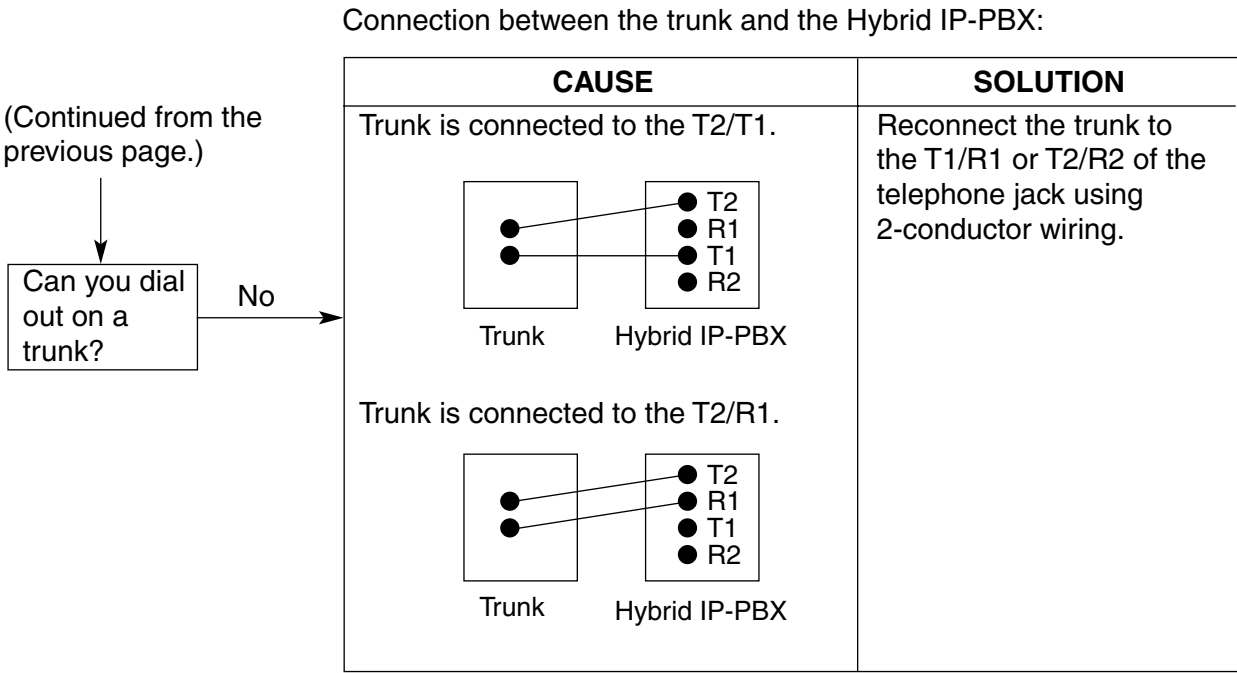 Connection between the trunk and the Hybrid IP-PBX:
(Continued from the
previous page.)
Can you dial
out on a
trunk?
No
CAUSE
SOLUTION
Trunk is connected to the T2/T1.
T2
R1
T1
R2
Trunk
Hybrid IP-PBX
Trunk is connected to the T2/R1.
T2
R1
T1
R2
Trunk
Hybrid IP-PBX
Reconnect the trunk to
the T1/R1 or T2/R2 of the
telephone jack using
2-conductor wiring.